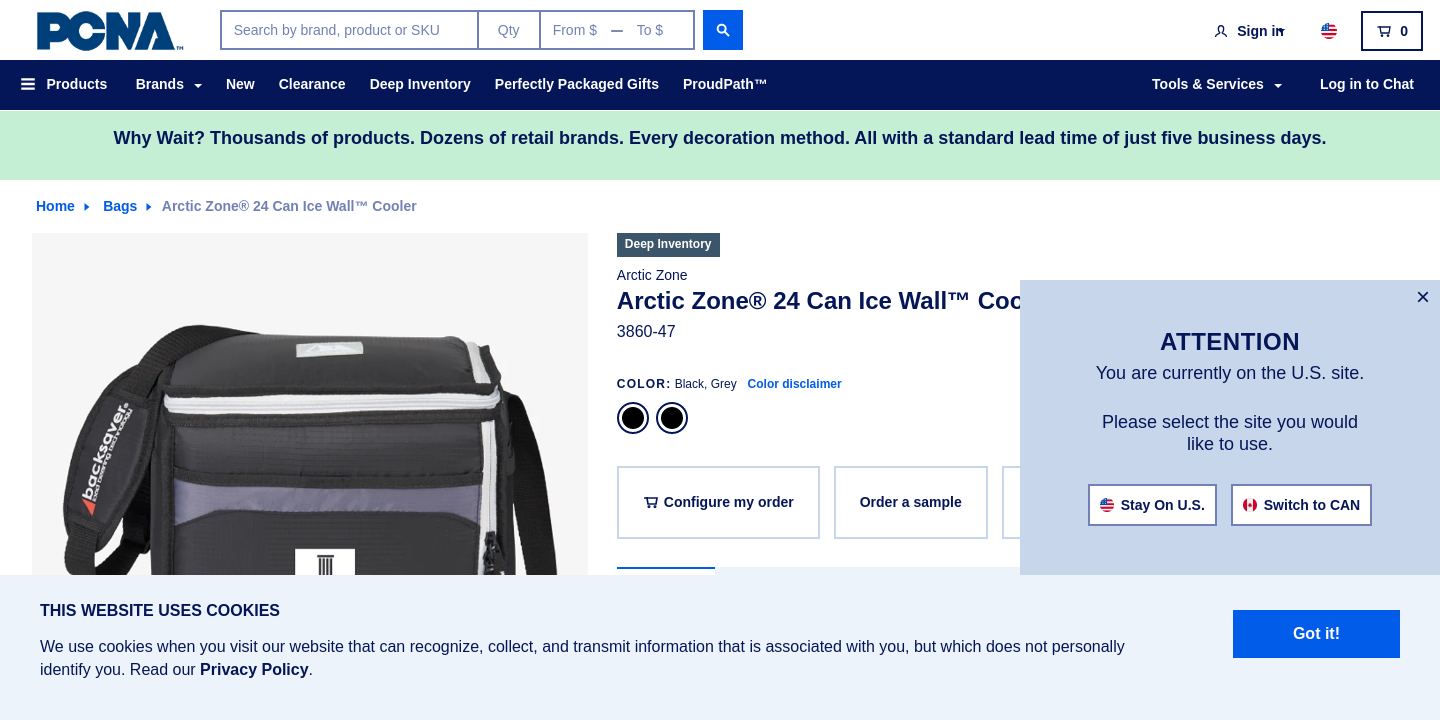 PCNA™
Search by brand, product or SKU
Qty
From $ — To $
Sign in
0
Products
Brands
New
Clearance
Deep Inventory
Perfectly Packaged Gifts
ProudPath™
Tools & Services
Log in to Chat
Why Wait? Thousands of products. Dozens of retail brands. Every decoration method. All with a standard lead time of just five business days.
Home
Bags
Arctic Zone® 24 Can Ice Wall™ Cooler
backsaver
load bearing technology
Deep Inventory
Arctic Zone
Arctic Zone® 24 Can Ice Wall™ Coo
3860-47
COLOR: Black, Grey Color disclaimer
Configure my order
Order a sample
×
ATTENTION
You are currently on the U.S. site.
Please select the site you would
like to use.
Stay On U.S.
Switch to CAN
THIS WEBSITE USES COOKIES
We use cookies when you visit our website that can recognize, collect, and transmit information that is associated with you, but which does not personally
identify you. Read our Privacy Policy.
Got it!